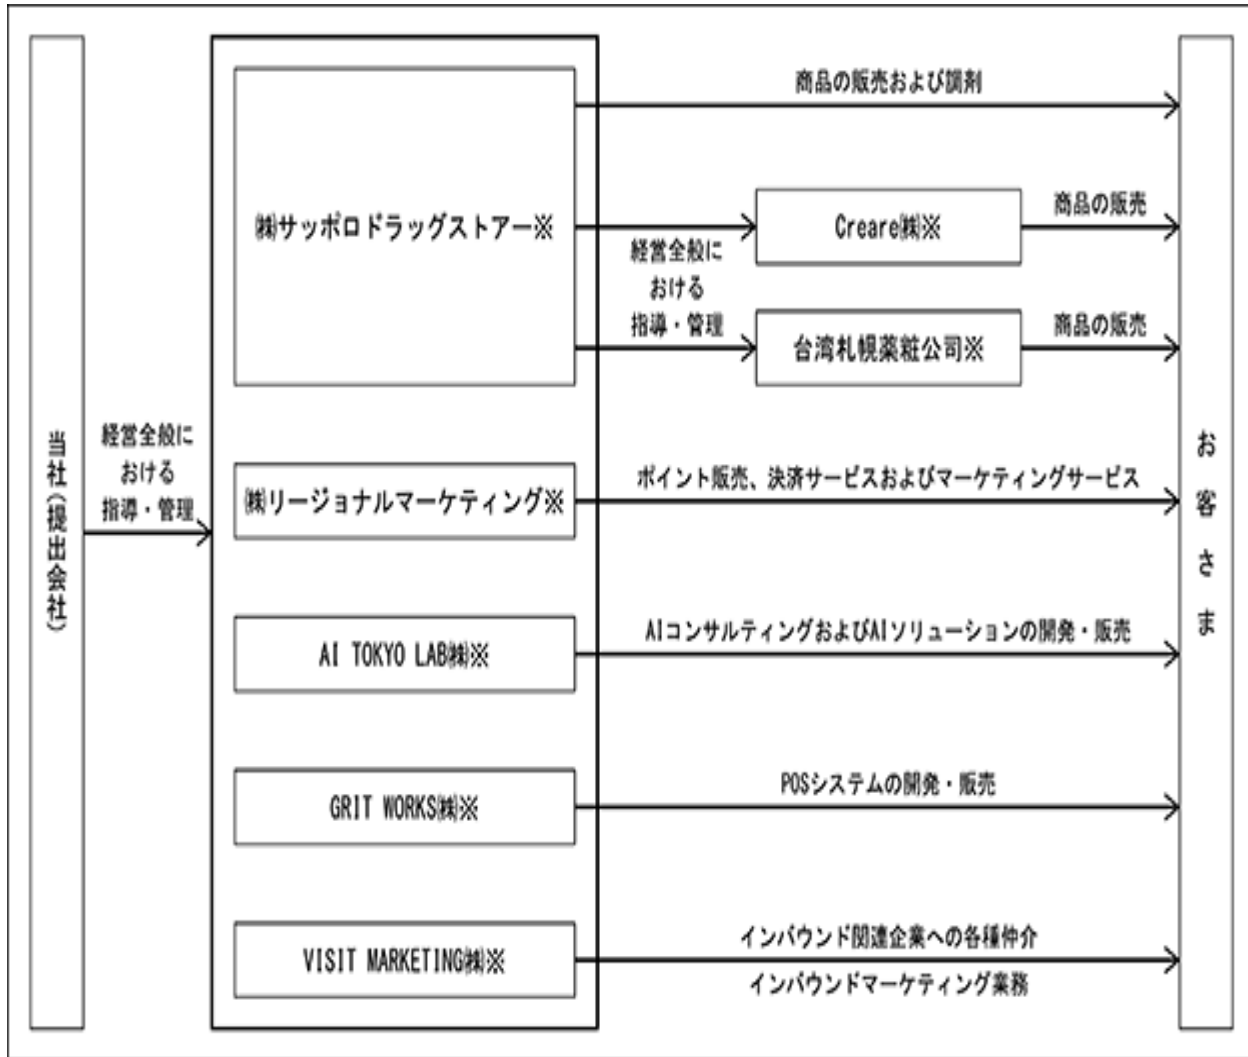 当社(提出会社)
経営全般に
おける
指導・管理
㈱サッポロドラッグストアー※
商品の販売および調剤
経営全般に
おける
指導・管理
Creare㈱※
商品の販売
台湾札幌薬粧公司※
商品の販売
㈱リージョナルマーケティング※
ポイント販売、決済サービスおよびマーケティングサービス
AI TOKYO LAB㈱※
AIコンサルティングおよびAIソリューションの開発・販売
GRIT WORKS㈱※
POSシステムの開発・販売
VISIT MARKETING㈱※
インバウンド関連企業への各種仲介
インバウンドマーケティング業務
お客さま